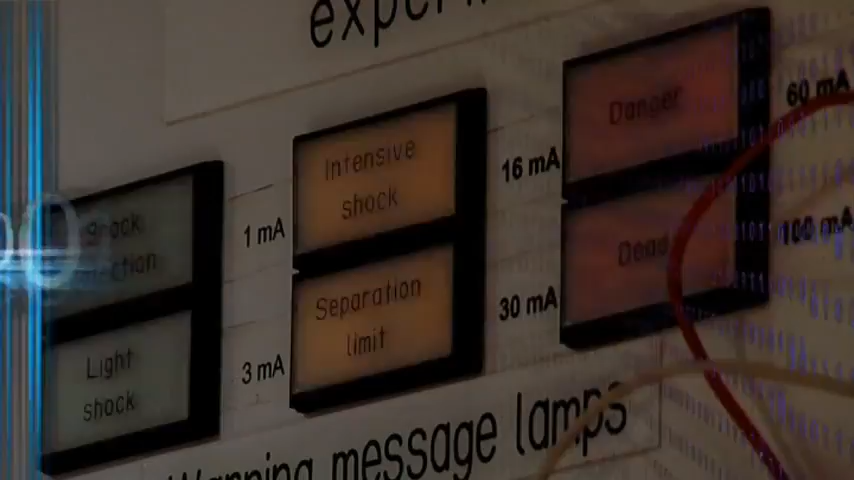 Shock
1 mA
Light
shock
3 mA
Intensive
shock
16 mA
Separation
limit
30 mA
Danger
60 mA
Dead
100 mA
Warning message lamps